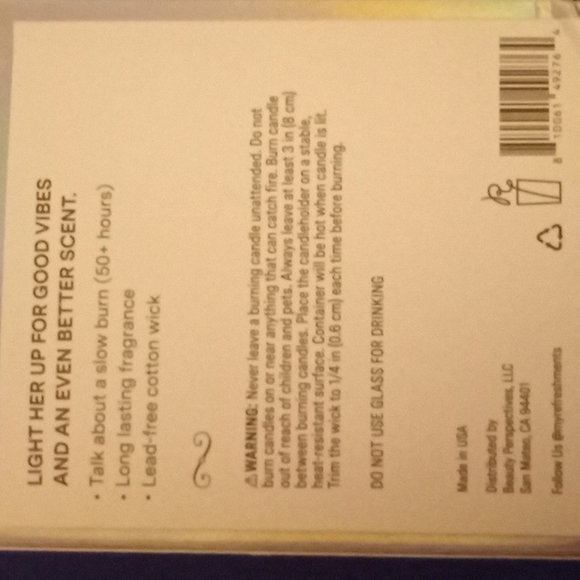 LIGHT HER UP FOR GOOD VIBES
AND AN EVEN BETTER SCENT.
• Talk about a slow burn (50+ hours)
• Long lasting fragrance
• Lead-free cotton wick
⚠WARNING: Never leave a burning candle unattended. Do not
burn candles on or near anything that can catch fire. Burn candle
out of reach of children and pets. Always leave at least 3 in (8 cm)
between burning candles. Place the candleholder on a stable,
heat-resistant surface. Container will be hot when candle is lit.
Trim the wick to 1/4 in (0.6 cm) each time before burning.
DO NOT USE GLASS FOR DRINKING
Made in USA
Distributed by
Beauty Perspectives, LLC
San Mateo, CA 94401
Follow Us @myrefreshments
8 10061 49276 4